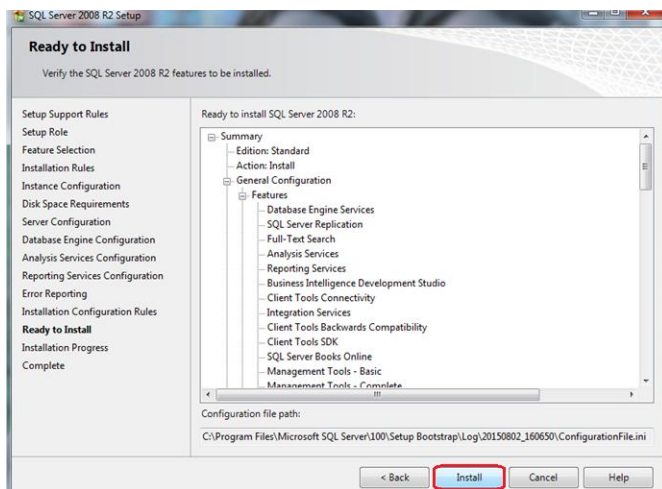 SQL Server 2008 R2 Setup
Ready to Install
Verify the SQL Server 2008 R2 features to be installed.
Setup Support Rules
Setup Role
Feature Selection
Installation Rules
Instance Configuration
Disk Space Requirements
Server Configuration
Database Engine Configuration
Analysis Services Configuration
Reporting Services Configuration
Error Reporting
Installation Configuration Rules
Ready to Install
Installation Progress
Complete
Ready to install SQL Server 2008 R2:
Summary
Edition: Standard
Action: Install
General Configuration
Features
Database Engine Services
SQL Server Replication
Full-Text Search
Analysis Services
Reporting Services
Business Intelligence Development Studio
Client Tools Connectivity
Integration Services
Client Tools Backwards Compatibility
Client Tools SDK
SQL Server Books Online
Management Tools - Basic
Management Tools - Complete
Configuration file path:
C:\Program Files\Microsoft SQL Server\100\Setup Bootstrap\Log\20150802_160650\ConfigurationFile.ini
< Back
Install
Cancel
Help